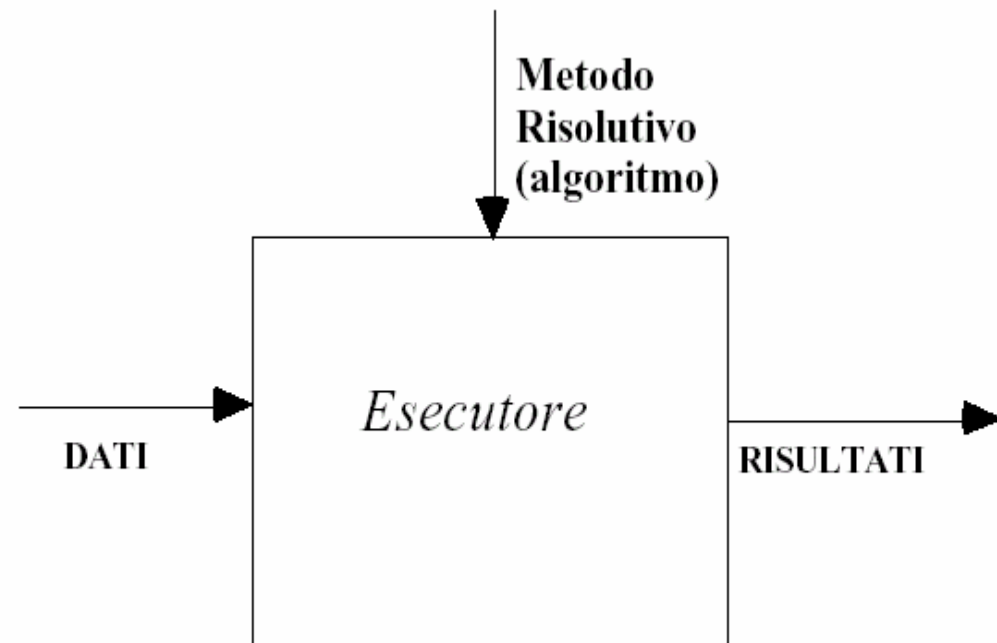 Metodo
Risolutivo
(algoritmo)
Esecutore
DATI
RISULTATI